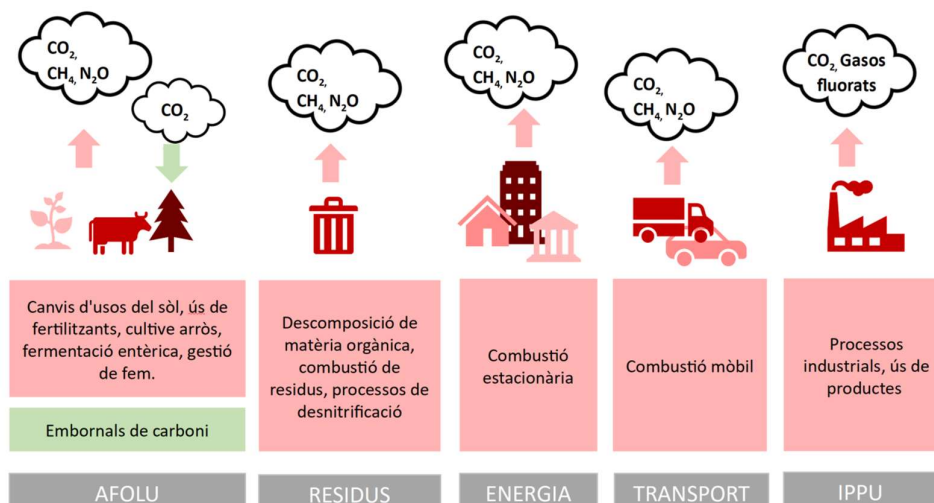 CO₂,
CH₄, N₂O
CO₂
CO₂,
CH₄, N₂O
CO₂,
CH₄, N₂O
CO₂,
CH₄, N₂O
CO₂, Gasos
fluorats
Canvis d'usos del sòl, ús de
fertilitzants, cultive arròs,
fermentació entèrica, gestió
de fem.
Embornals de carboni
Descomposició de
matèria orgànica,
combustió de
residus, processos de
desnitrificació
Combustió
estacionària
Combustió mòbil
Processos
industrials, ús de
productes
AFOLU
RESIDUS
ENERGIA
TRANSPORT
IPPU